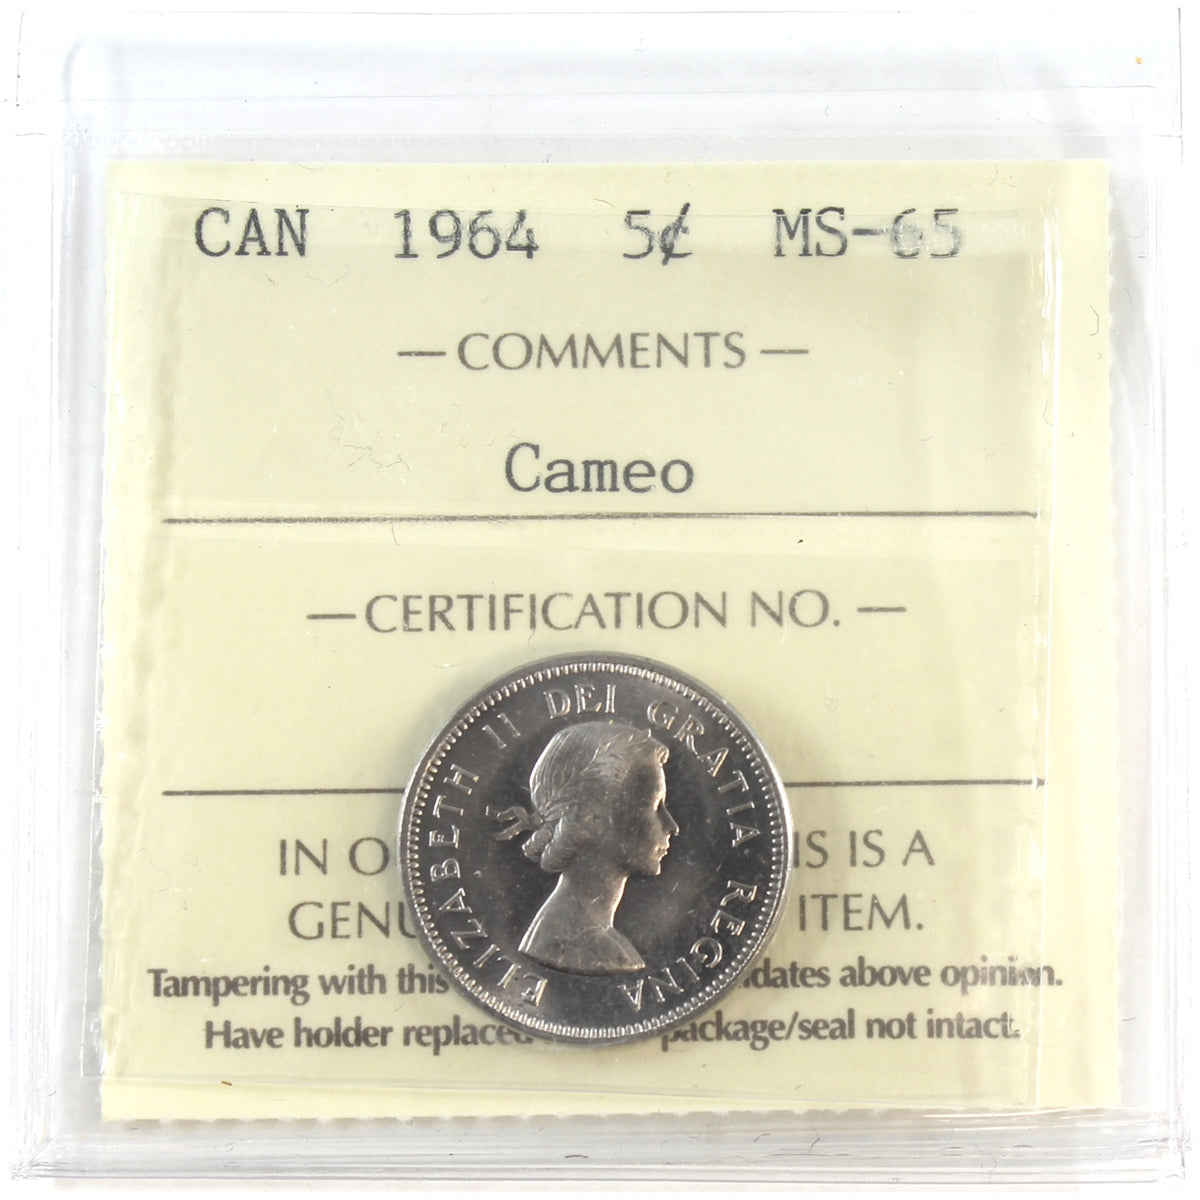 CAN 1964 5¢ MS-65
— COMMENTS —
Cameo
— CERTIFICATION NO. —
ELIZABETH II DEI GRATIA REGINA
IN O IS IS A
GENU ITEM.
Tampering with this dates above opinion.
Have holder replaced package/seal not intact.